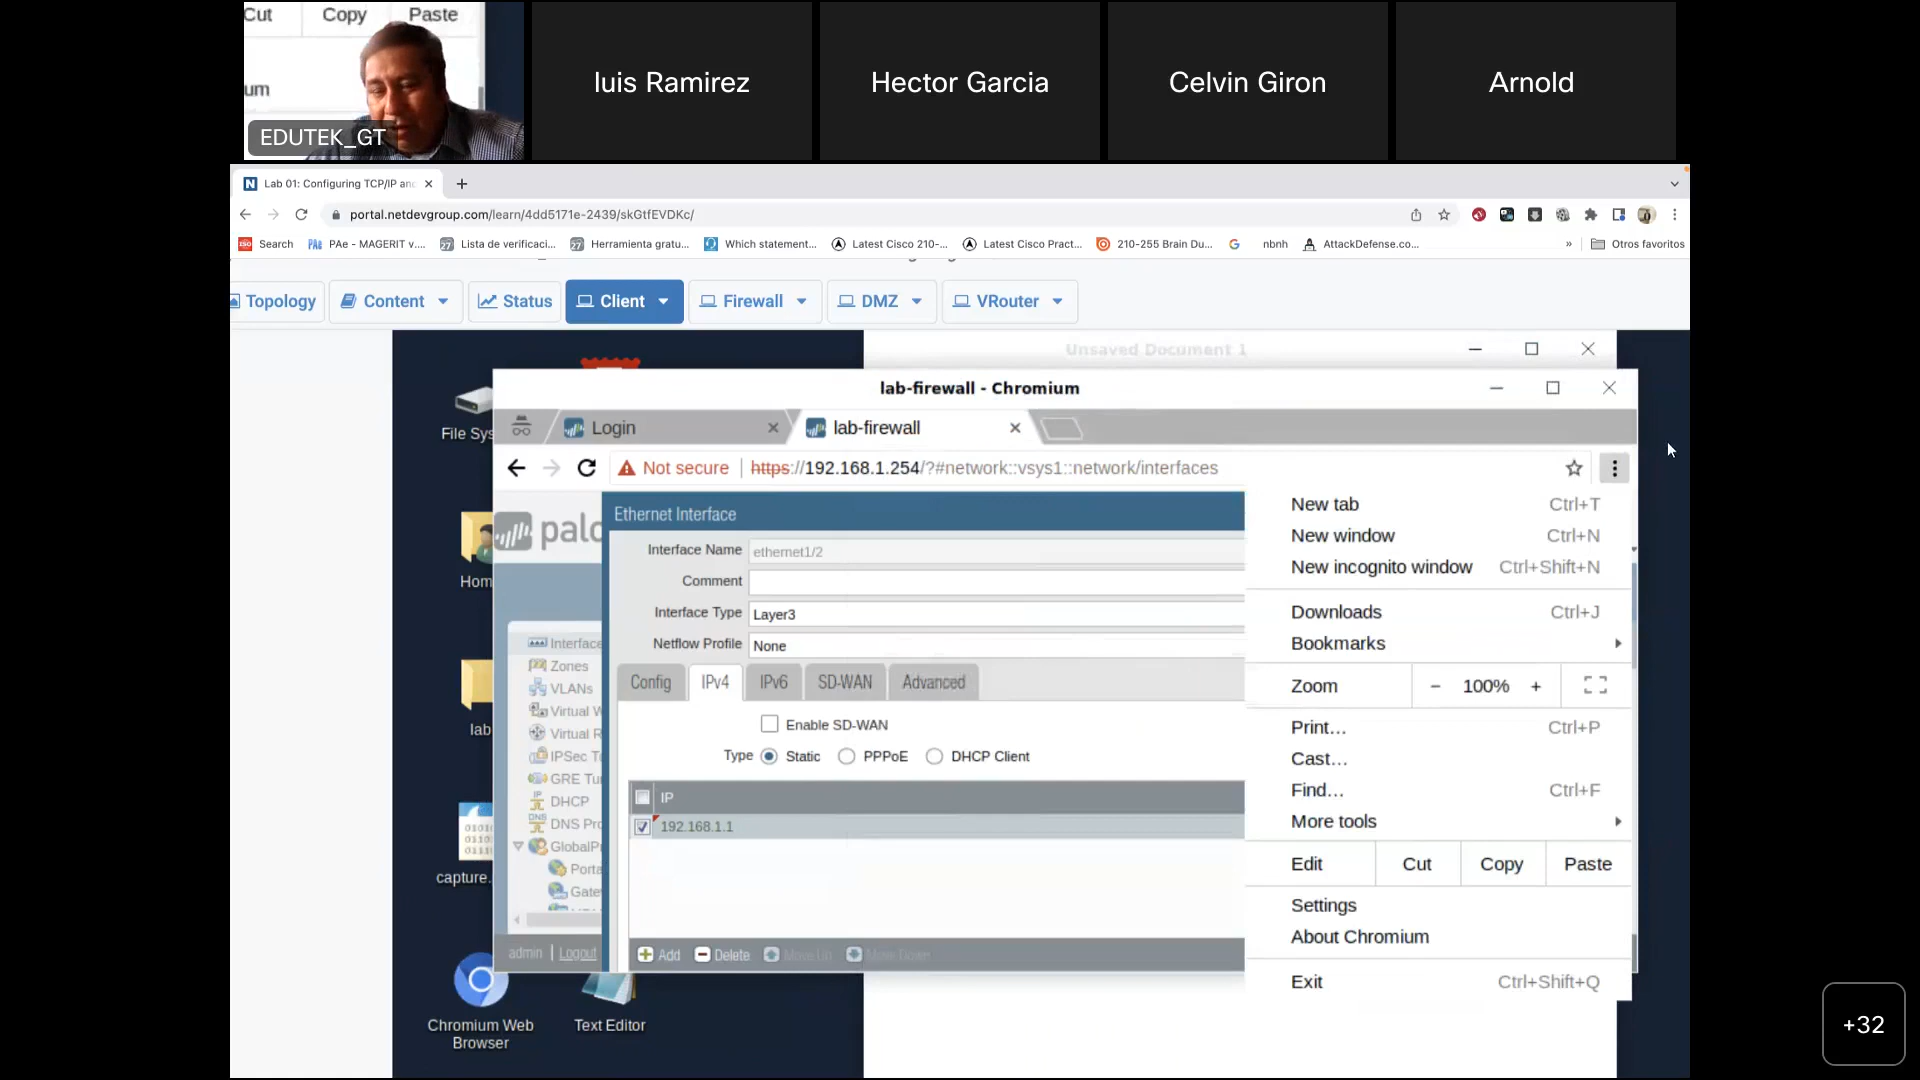 Cut Copy Paste
um
EDUTEK_GT
luis Ramirez
Hector Garcia
Celvin Giron
Arnold
Lab 01: Configuring TCP/IP an
portal.netdevgroup.com/learn/4dd5171e-2439/skGtfEVDKc/
Search PAe - MAGERIT v.... Lista de verificaci... Herramienta gratu... Which statement... Latest Cisco 210-... Latest Cisco Pract... 210-255 Brain Du... nbnh AttackDefense.co... » Otros favoritos
Topology Content Status Client Firewall DMZ VRouter
Unsaved Document 1
lab-firewall - Chromium
Login
lab-firewall
Not secure | https://192.168.1.254/?#network::vsys1::network/interfaces
File Sys
Hom
lab
capture.
Chromium Web
Browser
Text Editor
palo
Interface
Zones
VLANs
Virtual W
Virtual R
IPSec T
GRE Tu
DHCP
DNS Pro
GlobalP
Porta
Gate
admin | Logout
Ethernet Interface
Interface Name ethernet1/2
Comment
Interface Type Layer3
Netflow Profile None
Config IPv4 IPv6 SD-WAN Advanced
Enable SD-WAN
Type Static PPPoE DHCP Client
IP
192.168.1.1
Add Delete Move Up Move Down
New tab Ctrl+T
New window Ctrl+N
New incognito window Ctrl+Shift+N
Downloads Ctrl+J
Bookmarks
Zoom − 100% +
Print... Ctrl+P
Cast...
Find... Ctrl+F
More tools
Edit Cut Copy Paste
Settings
About Chromium
Exit Ctrl+Shift+Q
+32